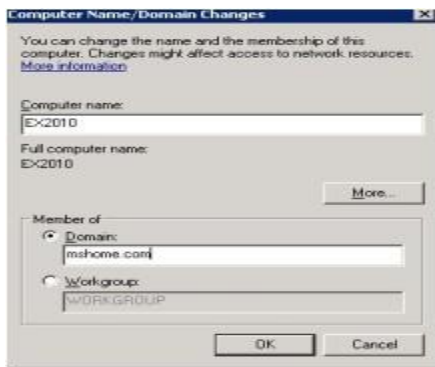 Computer Name/Domain Changes
You can change the name and the membership of this
computer. Changes might affect access to network resources.
More information
Computer name:
EX2010
Full computer name:
EX2010
More...
Member of
Domain:
mshome.com
Workgroup:
WORKGROUP
OK
Cancel